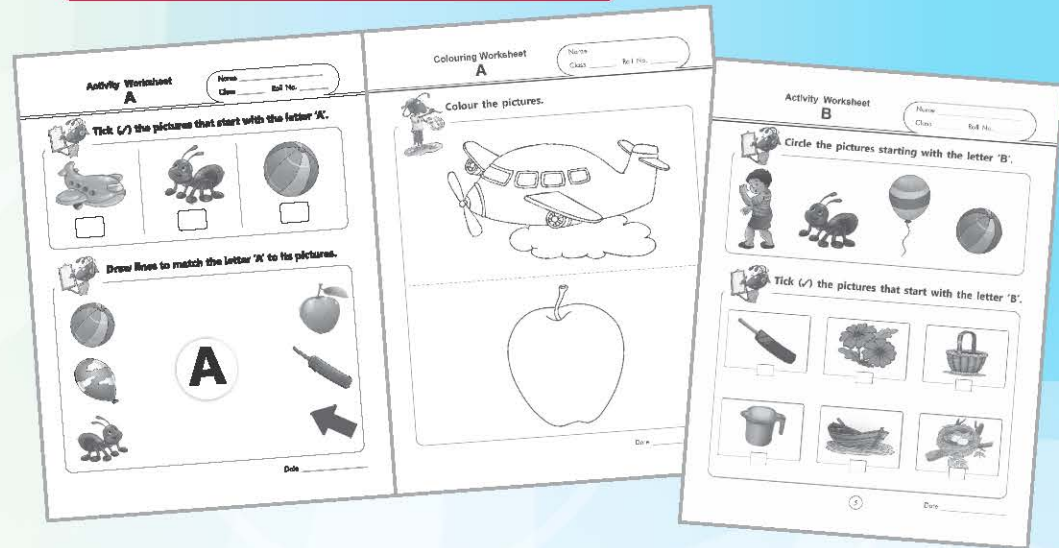 Activity Worksheet
A
Name
Class
Roll No.
Tick (✓) the pictures that start with the letter 'A'.
Draw lines to match the letter 'A' to its pictures.
A
Date
Colouring Worksheet
A
Name
Class
Roll No.
Colour the pictures.
Date
Activity Worksheet
B
Name
Class
Roll No.
Circle the pictures starting with the letter 'B'.
Tick (✓) the pictures that start with the letter 'B'.
5
Date